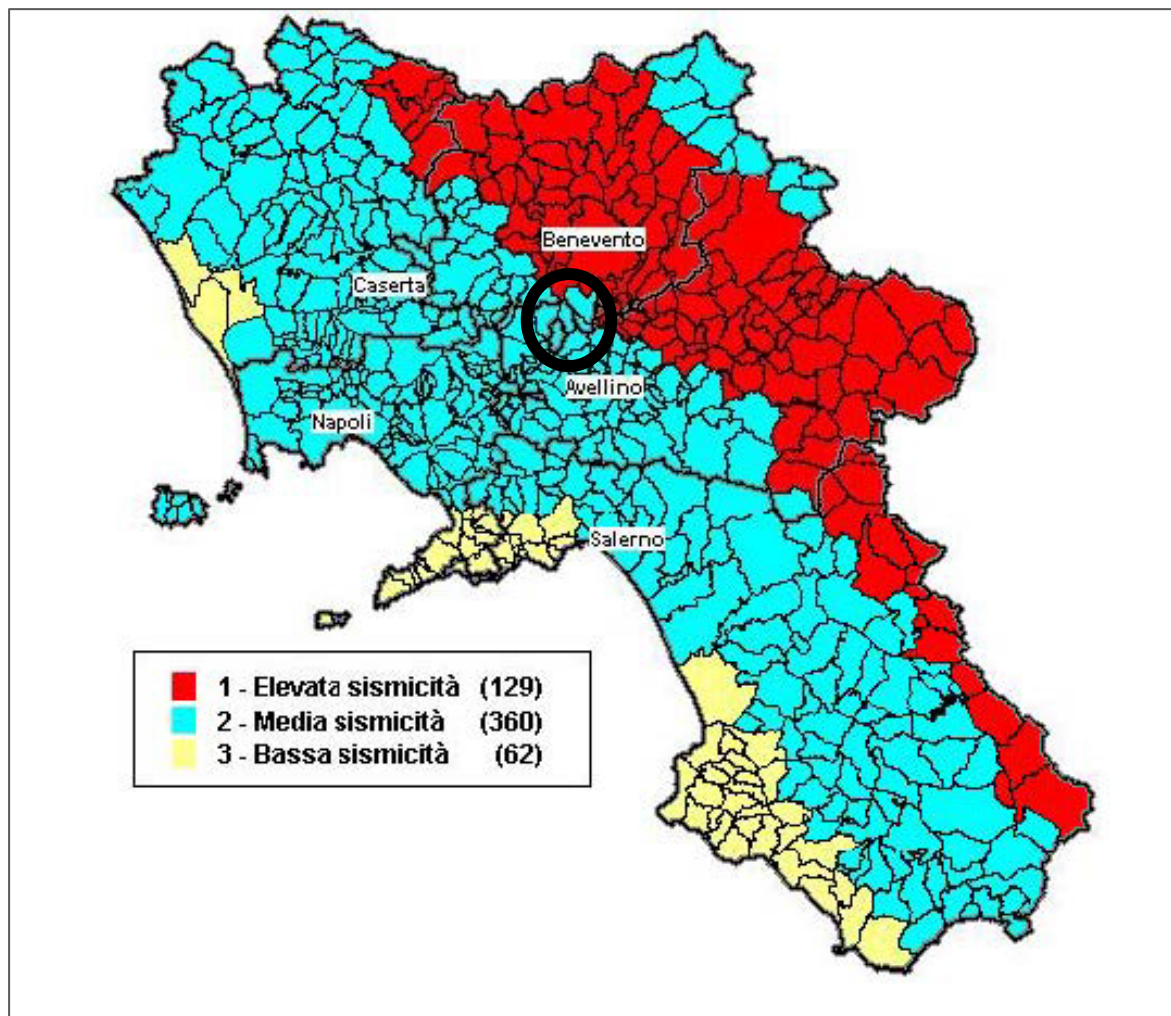 Benevento
Caserta
Avellino
Napoli
Salerno
1 - Elevata sismicità (129)
2 - Media sismicità (360)
3 - Bassa sismicità (62)